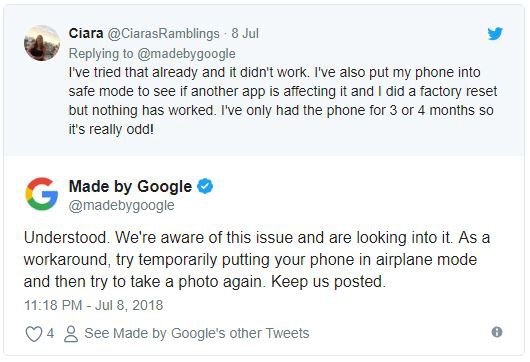 Ciara @CiarasRamblings · 8 Jul
Replying to @madebygoogle
I've tried that already and it didn't work. I've also put my phone into
safe mode to see if another app is affecting it and I did a factory reset
but nothing has worked. I've only had the phone for 3 or 4 months so
it's really odd!
Made by Google
@madebygoogle
Understood. We're aware of this issue and are looking into it. As a
workaround, try temporarily putting your phone in airplane mode
and then try to take a photo again. Keep us posted.
11:18 PM - Jul 8, 2018
4 See Made by Google's other Tweets